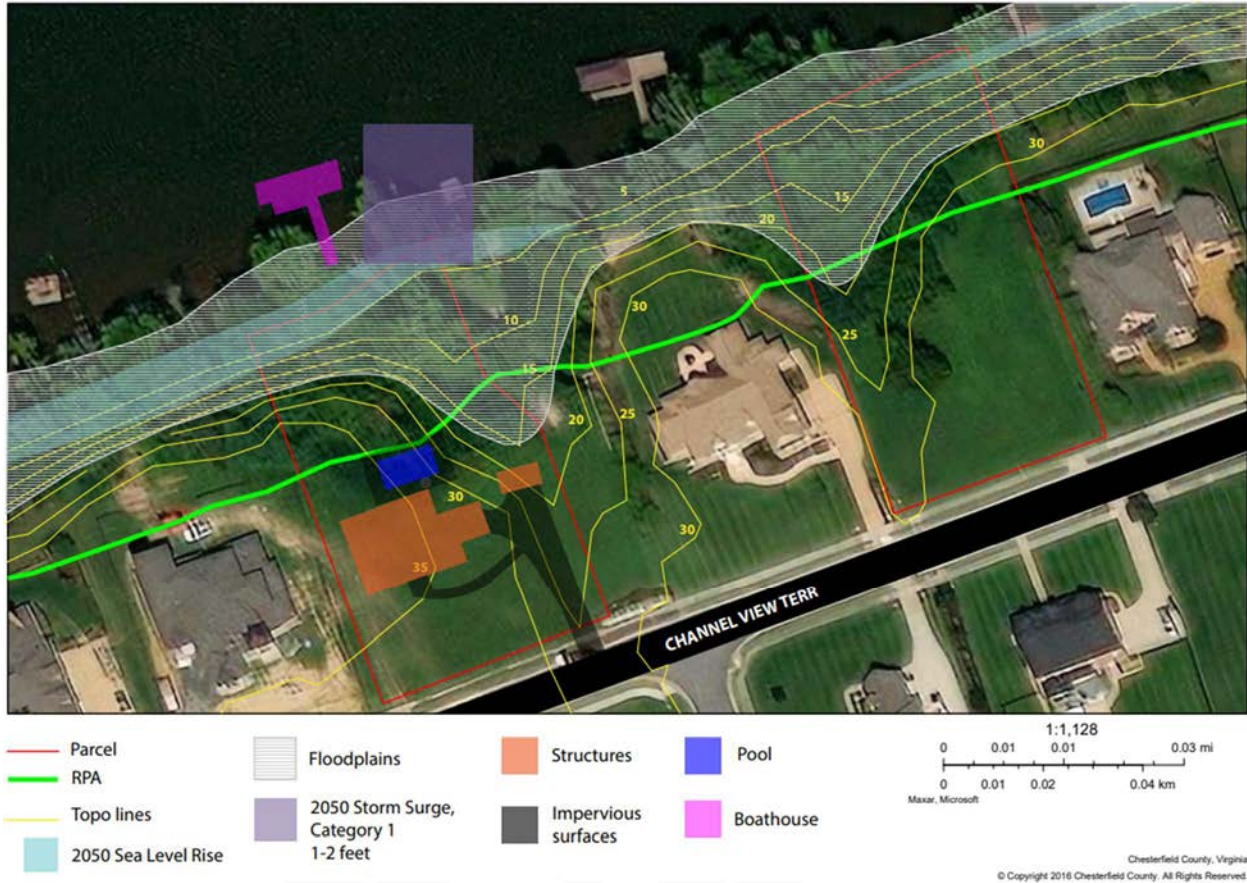 30
5
15
20
10
30
25
15
20
25
30
30
35
CHANNEL VIEW TERR
Parcel
RPA
Topo lines
2050 Sea Level Rise
Floodplains
2050 Storm Surge,
Category 1
1-2 feet
Structures
Impervious
surfaces
Pool
Boathouse
1:1,128
0 0.01 0.01 0.03 mi
0 0.01 0.02 0.04 km
Maxar, Microsoft
Chesterfield County, Virginia
© Copyright 2016 Chesterfield County. All Rights Reserved.